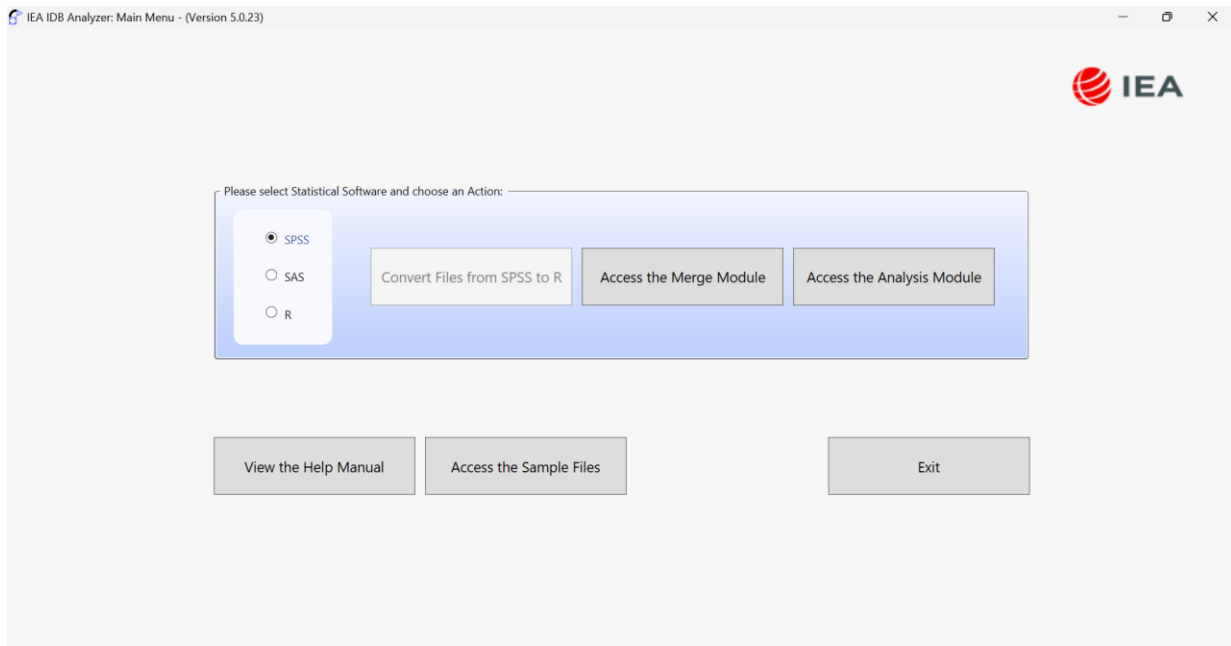 IEA IDB Analyzer: Main Menu - (Version 5.0.23)
IEA
Please select Statistical Software and choose an Action:
SPSS
SAS
R
Convert Files from SPSS to R
Access the Merge Module
Access the Analysis Module
View the Help Manual
Access the Sample Files
Exit